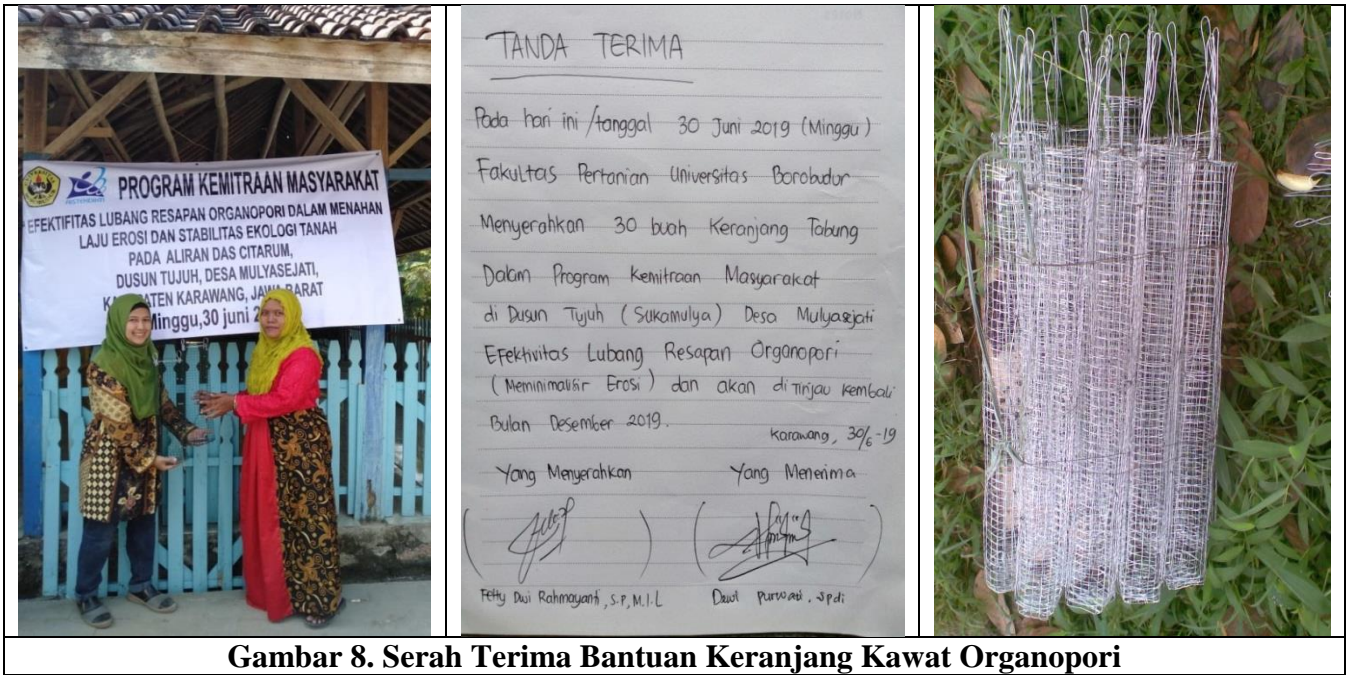 PROGRAM KEMITRAAN MASYARAKAT
EFEKTIFITAS LUBANG RESAPAN ORGANOPORI DALAM MENAHAN
LAJU EROSI DAN STABILITAS EKOLOGI TANAH
PADA ALIRAN DAS CITARUM,
DUSUN TUJUH, DESA MULYASEJATI,
KARAWANG, JAWA BARAT
Minggu,30 juni
TANDA TERIMA
Pada hari ini /tanggal 30 Juni 2019 (Minggu)
Fakultas Pertanian Universitas Borobudur
Menyerahkan 30 buah Keranjang Tabung
Dalam Program Kemitraan Masyarakat
di Dusun Tujuh (Sukamulya) Desa Mulyasejati
Efektivitas Lubang Resapan Organopori
(Meminimalisir Erosi) dan akan di Tinjau kembali
Bulan Desember 2019.
Karawang, 30/6-19
Yang Menyerahkan Yang Menerima
Fetty Dwi Rahmayanti, S.P, M.I.L Purwati, Spdi
Gambar 8. Serah Terima Bantuan Keranjang Kawat Organopori